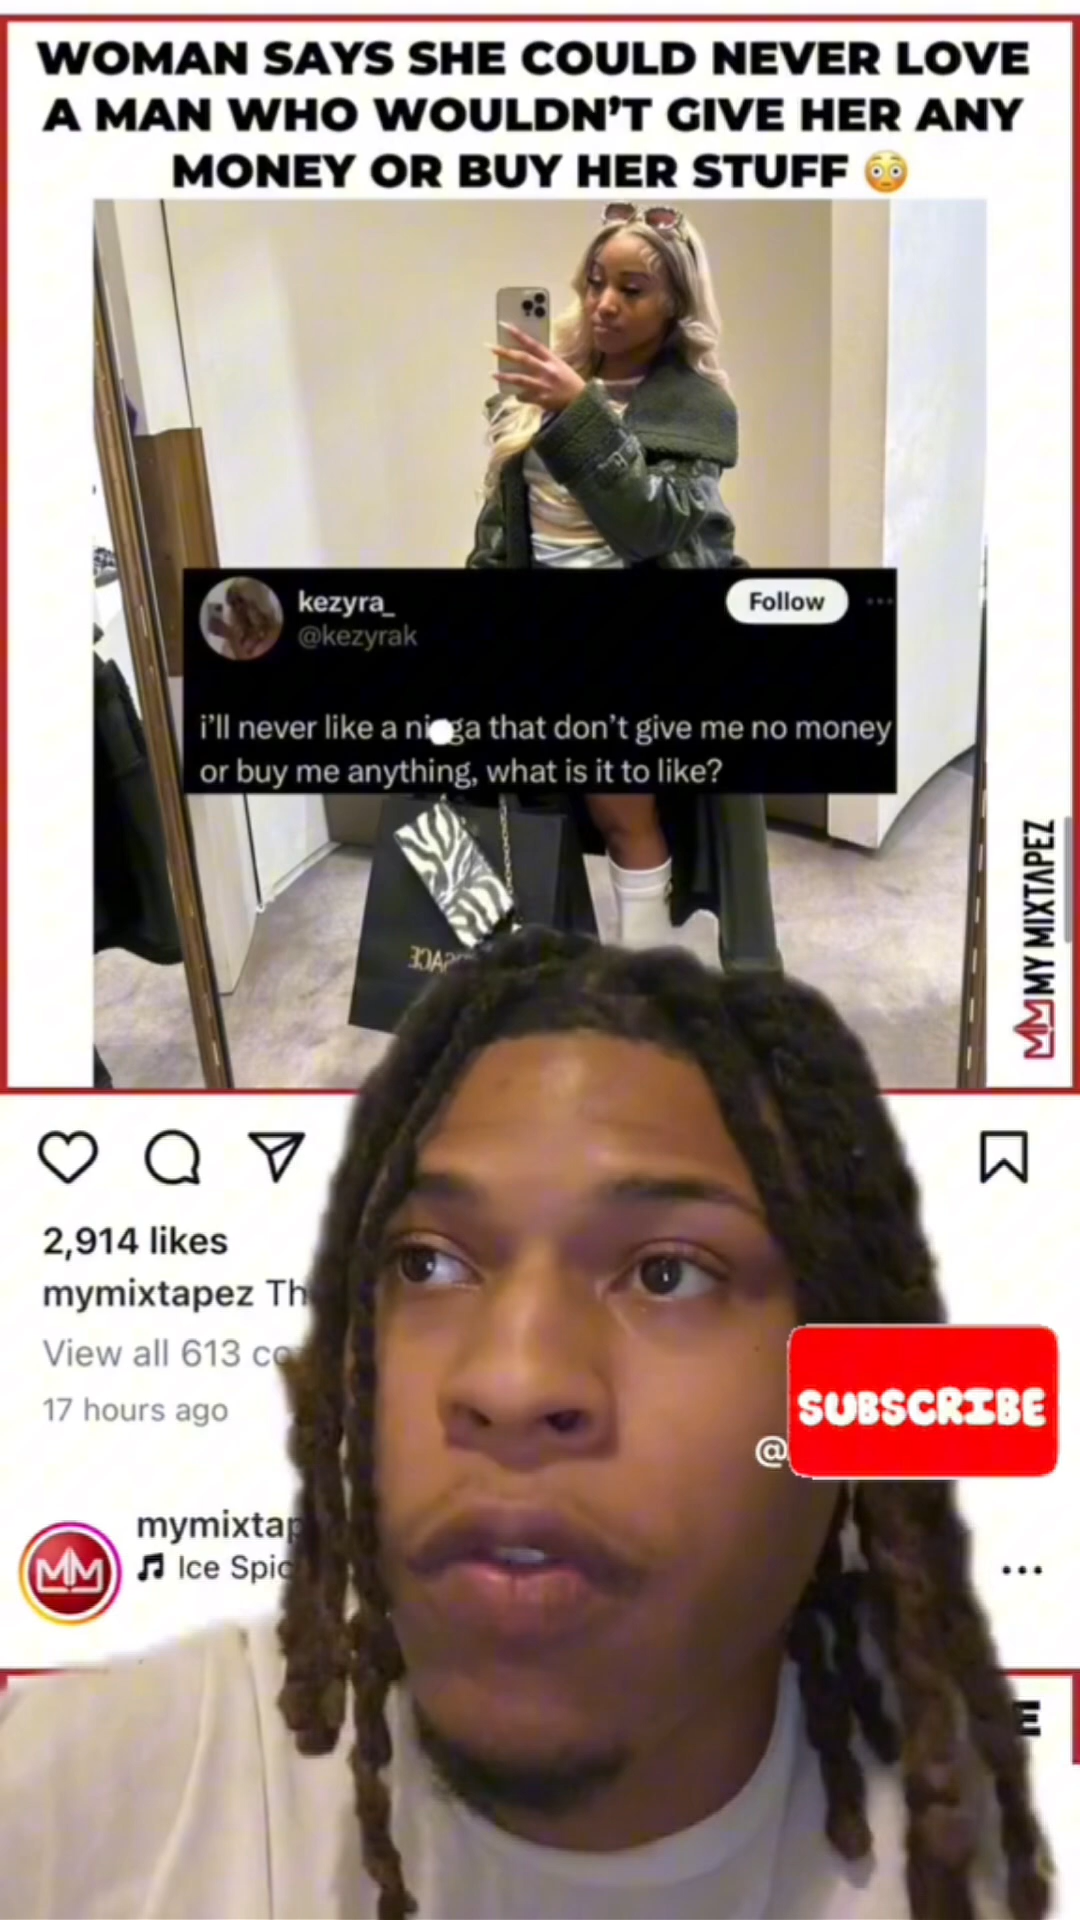 WOMAN SAYS SHE COULD NEVER LOVE
A MAN WHO WOULDN'T GIVE HER ANY
MONEY OR BUY HER STUFF 😳
kezyra_
Follow
@kezyrak
i'll never like a ni ga that don't give me no money
or buy me anything, what is it to like?
MM MY MIXTAPEZ
2,914 likes
mymixtapez Th
View all 613 co
17 hours ago
SUBSCRIBE
@
mymixtap
MM
Ice Spic
E